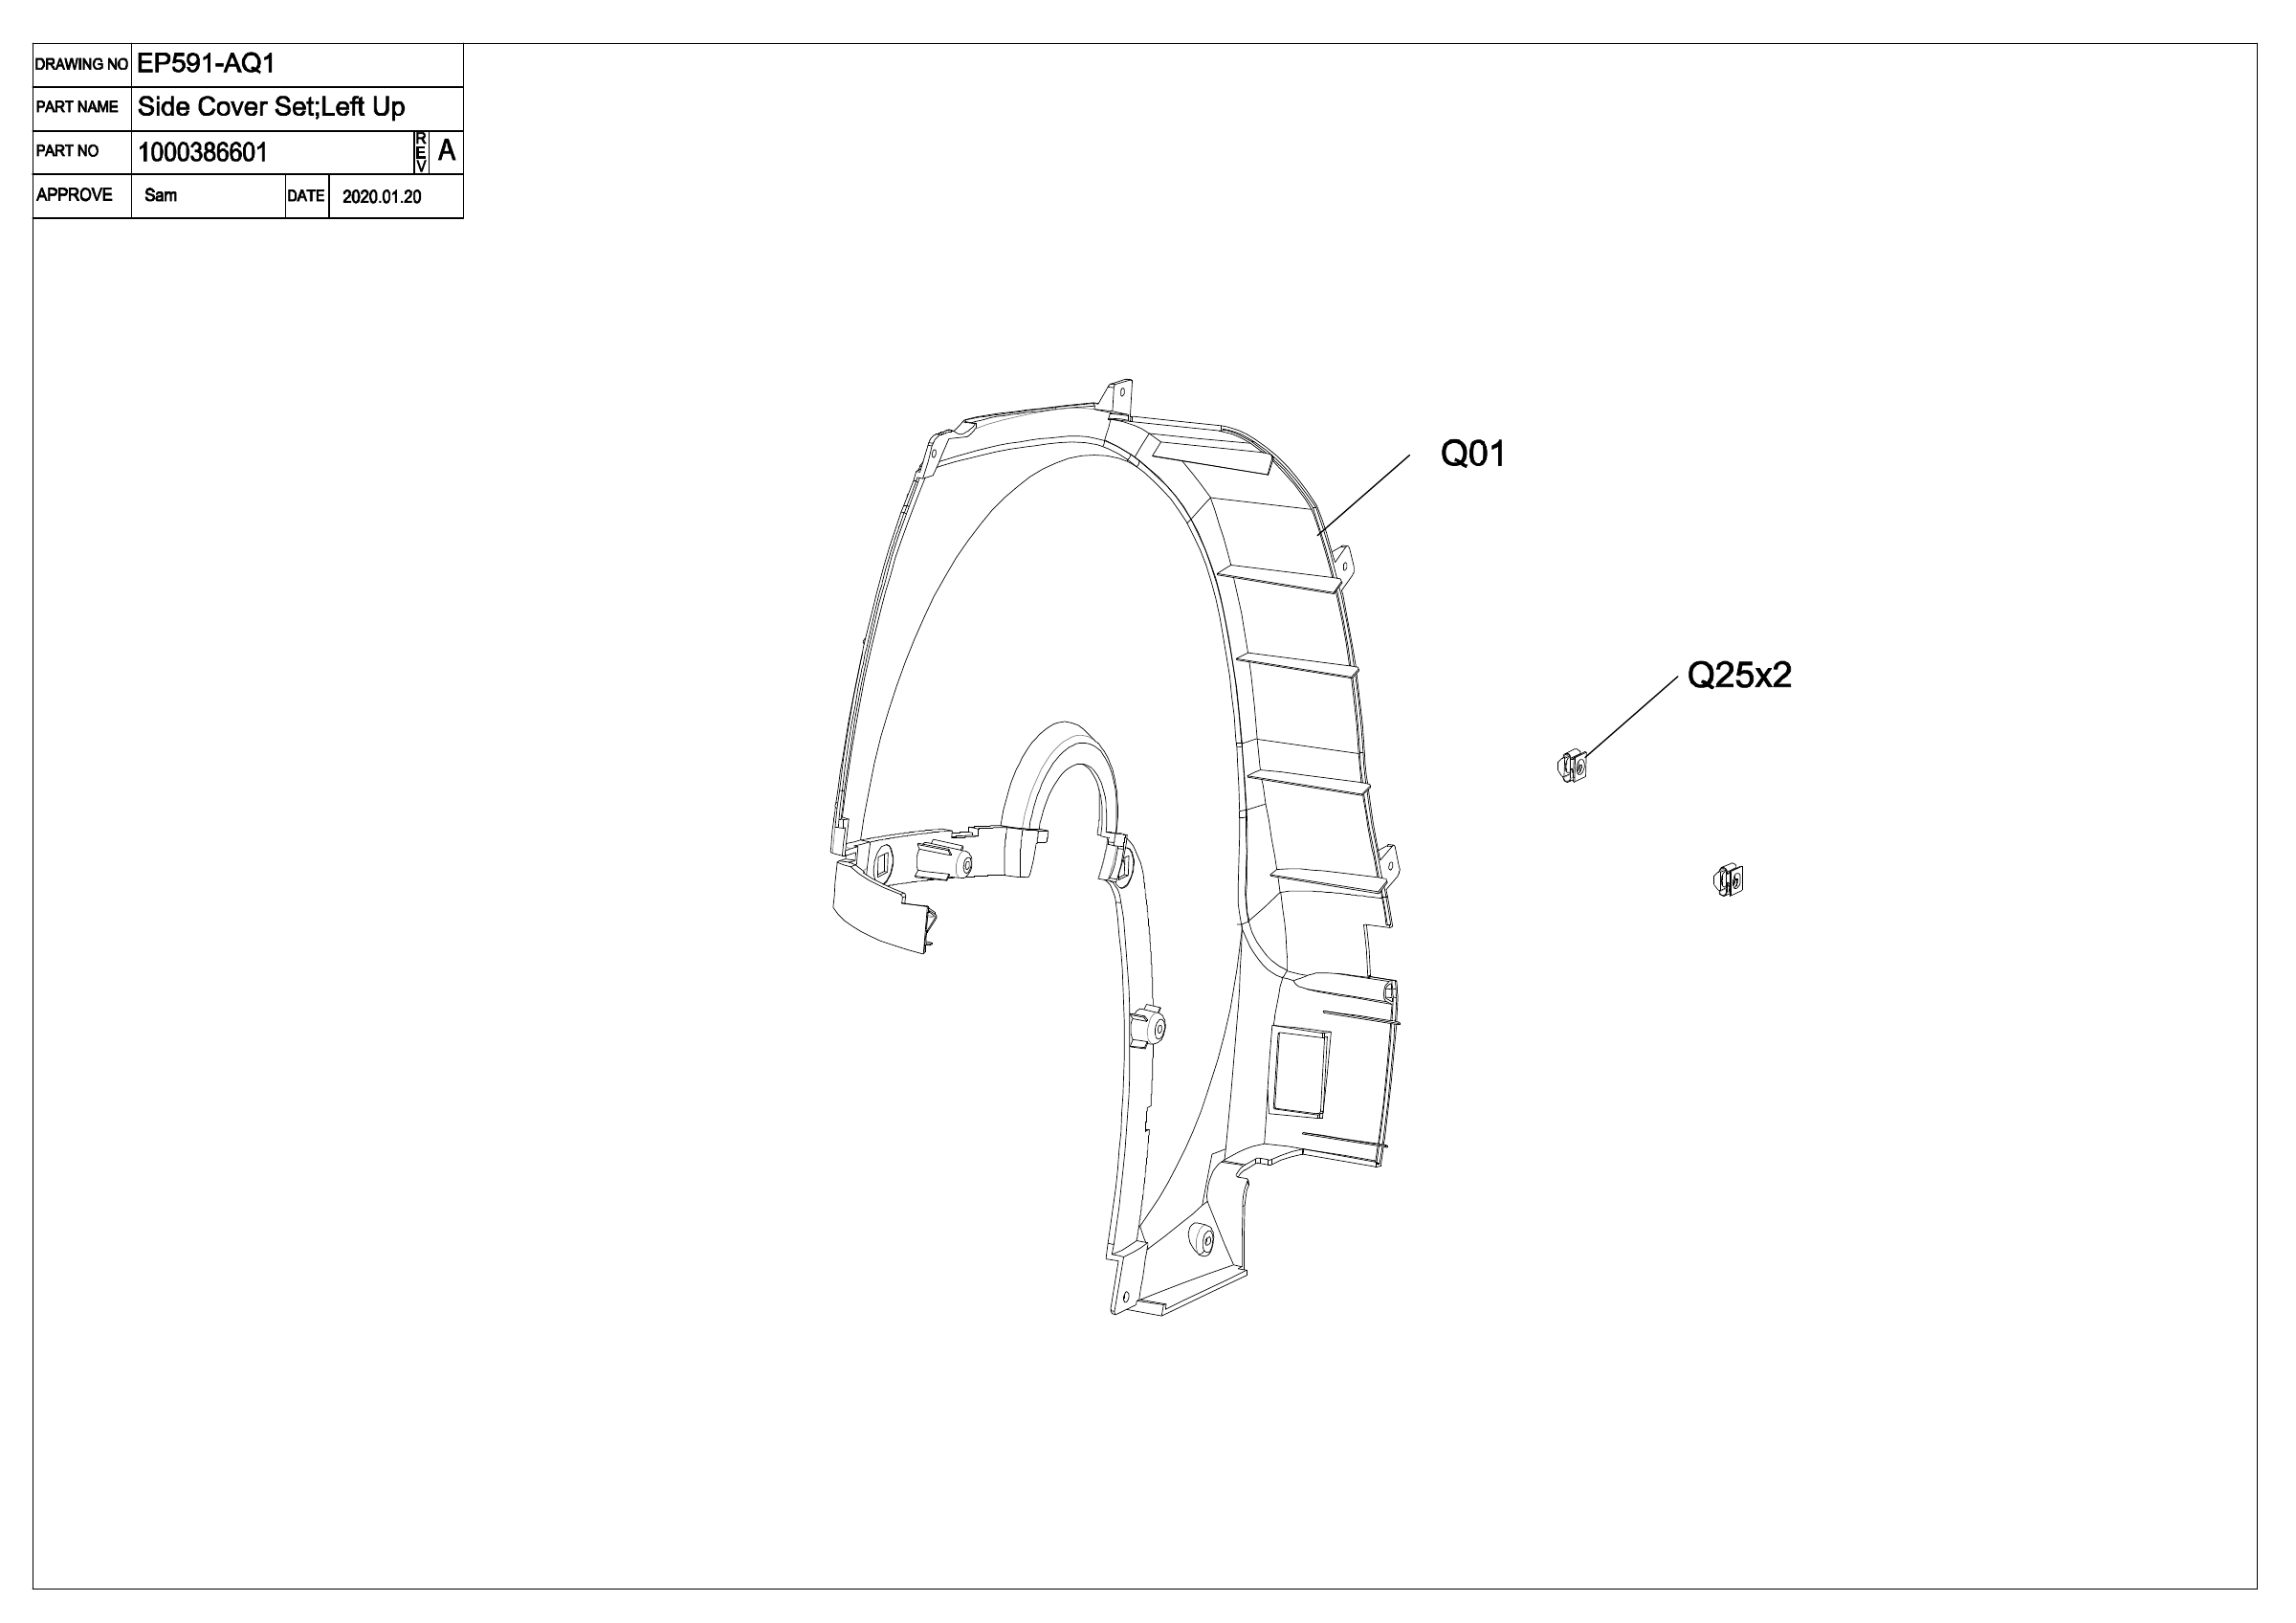 DRAWING NO EP591-AQ1
PART NAME Side Cover Set;Left Up
PART NO 1000386601 REV A
APPROVE Sam DATE 2020.01.20
Q01
Q25x2